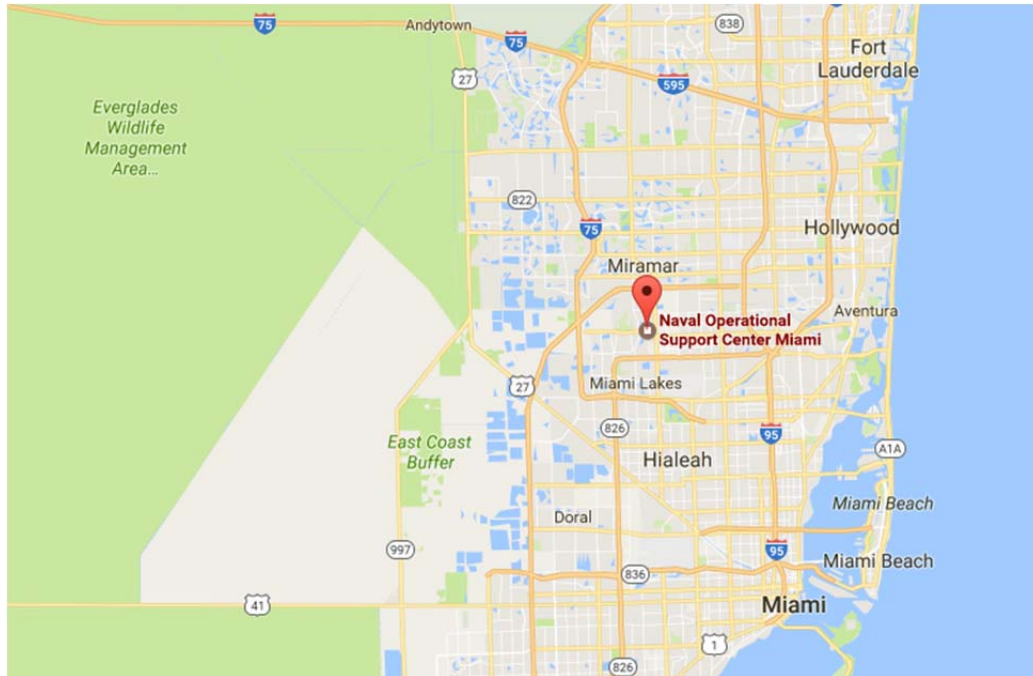 75
Andytown
838
75
Fort
Lauderdale
27
595
Everglades
Wildlife
Management
Area...
822
75
Hollywood
Miramar
Aventura
Naval Operational
Support Center Miami
27
Miami Lakes
826
95
East Coast
Buffer
Hialeah
A1A
Miami Beach
Doral
997
95
Miami Beach
836
41
Miami
1
826